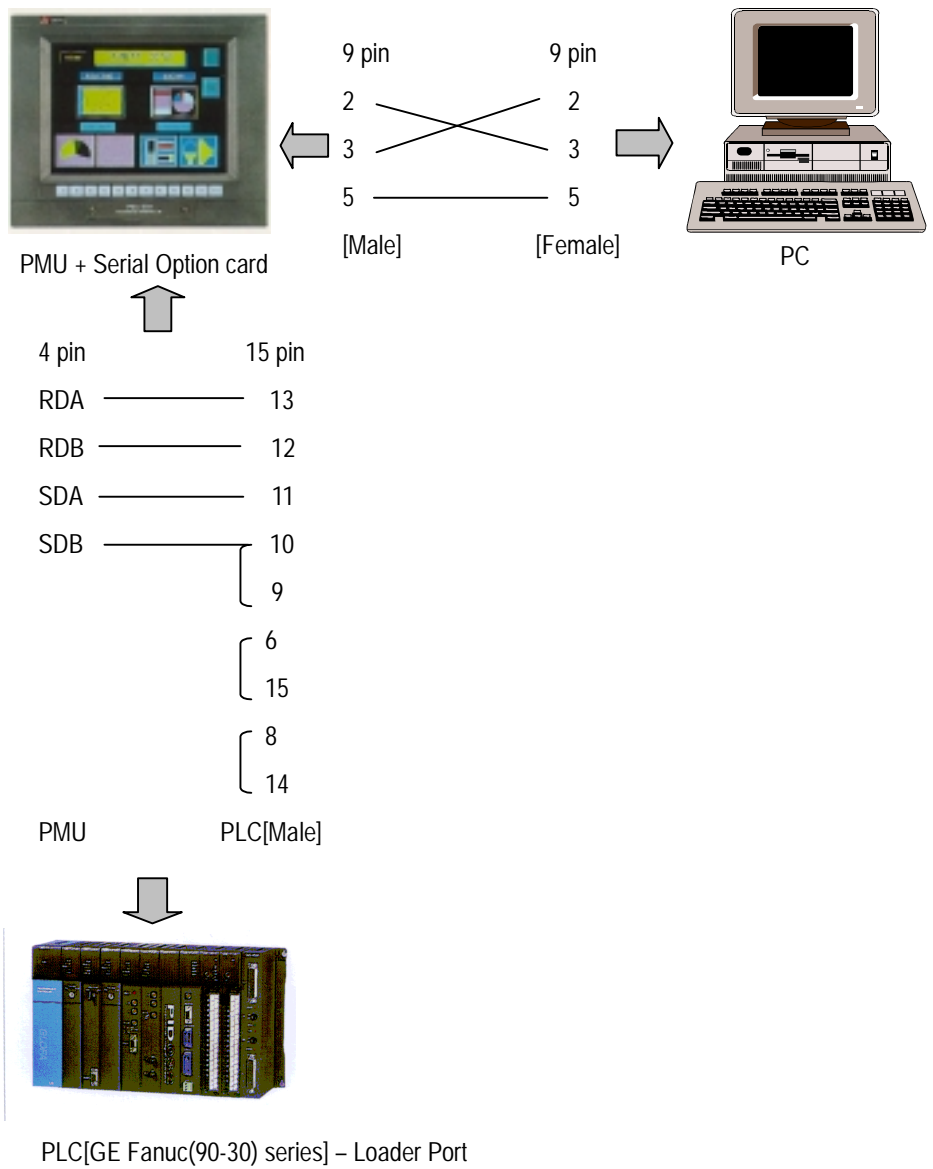 9 pin 9 pin
2 2
3 3
5 5
[Male] [Female]
PMU + Serial Option card
PC
4 pin 15 pin
RDA 13
RDB 12
SDA 11
SDB 10
9
6
15
8
14
PMU PLC[Male]
PID
PLC[GE Fanuc(90-30) series] – Loader Port